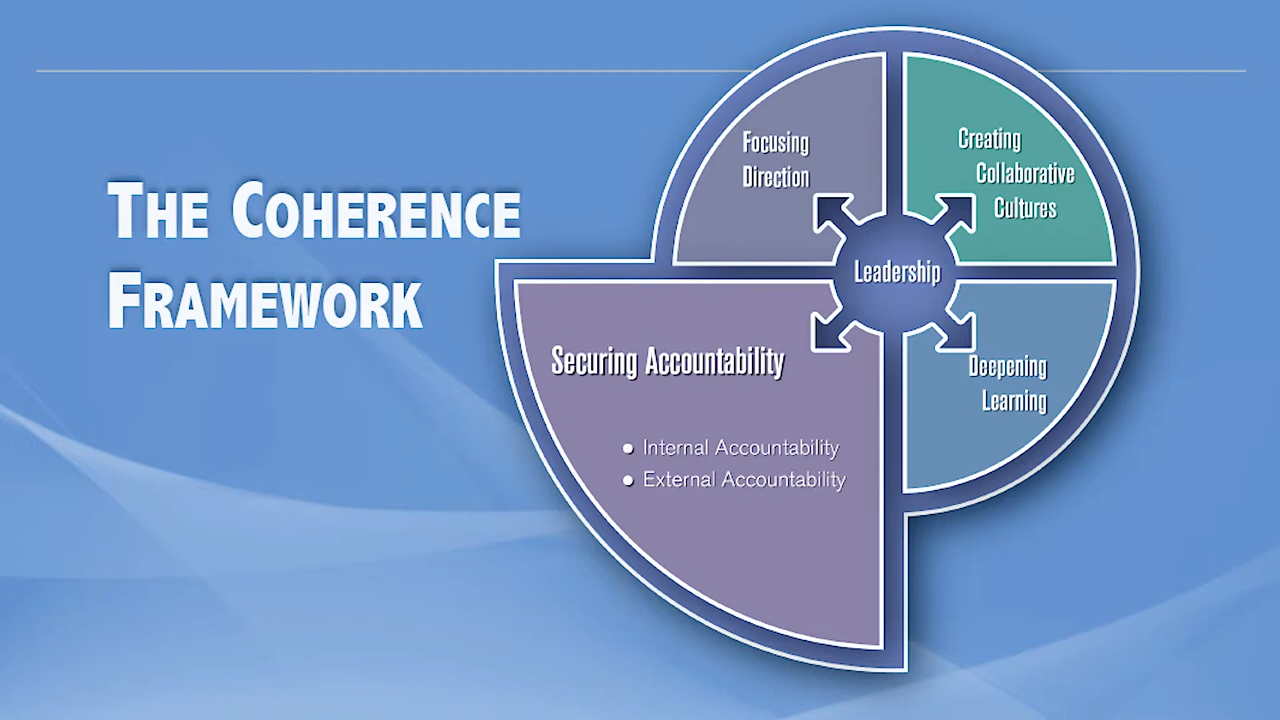 THE COHERENCE
FRAMEWORK
Focusing
Direction
Creating
Collaborative
Cultures
Leadership
Securing Accountability
• Internal Accountability
• External Accountability
Deepening
Learning